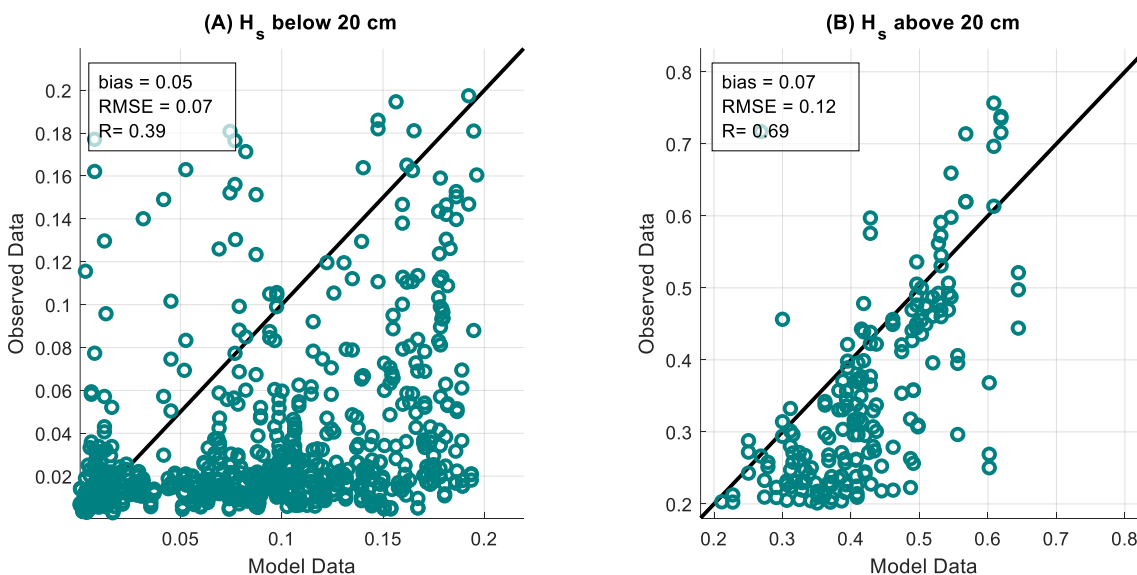 (A) Hs below 20 cm
bias = 0.05
RMSE = 0.07
R= 0.39
Observed Data
0.2
0.18
0.16
0.14
0.12
0.1
0.08
0.06
0.04
0.02
0.05
0.1
0.15
0.2
Model Data
(B) Hs above 20 cm
bias = 0.07
RMSE = 0.12
R= 0.69
Observed Data
0.8
0.7
0.6
0.5
0.4
0.3
0.2
0.2
0.3
0.4
0.5
0.6
0.7
0.8
Model Data